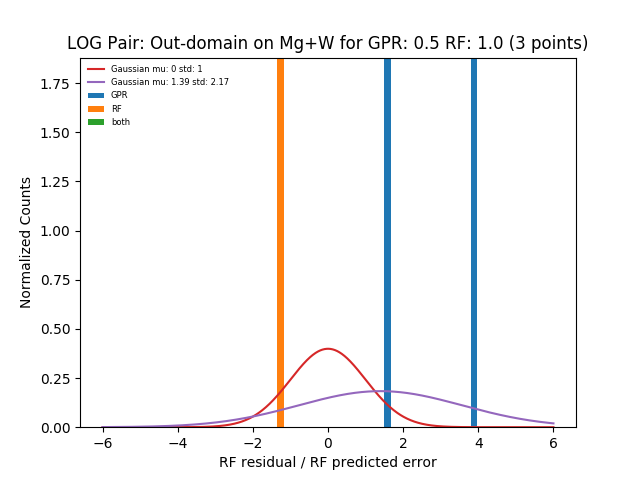 LOG Pair: Out-domain on Mg+W for GPR: 0.5 RF: 1.0 (3 points)
Gaussian mu: 0 std: 1
Gaussian mu: 1.39 std: 2.17
GPR
RF
both
Normalized Counts
1.75
1.50
1.25
1.00
0.75
0.50
0.25
0.00
−6 −4 −2 0 2 4 6
RF residual / RF predicted error